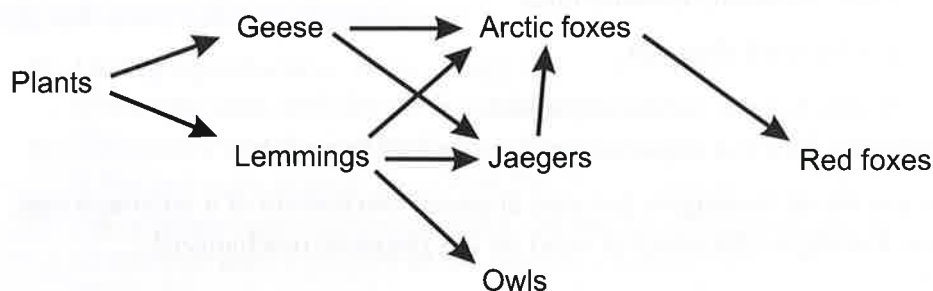 Geese
Arctic foxes
Plants
Lemmings
Jaegers
Red foxes
Owls